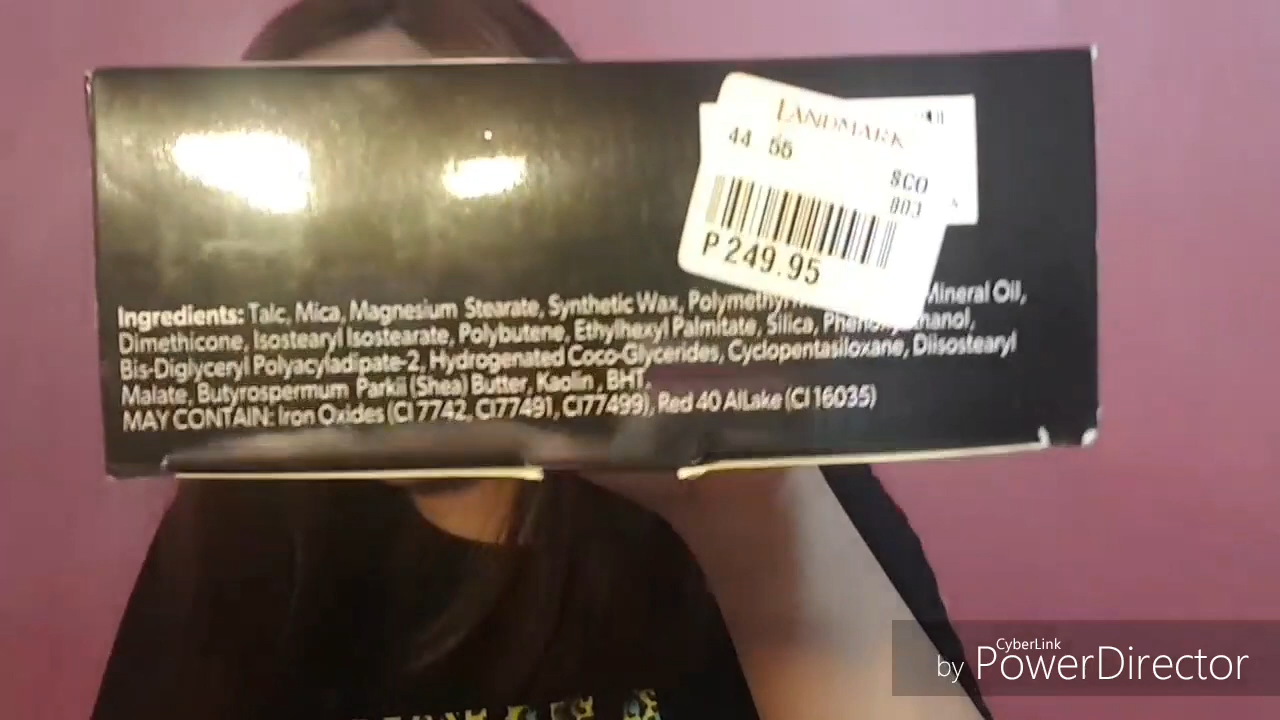 LANDMARK
44 55
SCO
803
P 249.95
Ingredients: Talc, Mica, Magnesium Stearate, Synthetic Wax, Mineral Oil,
Dimethicone, Isostearyl Isostearate, Polybutene, Ethylhexyl Palmitate, Silica,
Bis-Diglyceryl Polyacyladipate-2, Hydrogenated Coco-Glycerides, Cyclopentasiloxane, Diisostearyl
Malate, Butyrospermum Parkii (Shea) Butter, Kaolin , BHT.
MAY CONTAIN: Iron Oxides (CI 7742, CI77491, CI77499), Red 40 AlLake (CI 16035)
CyberLink
by PowerDirector